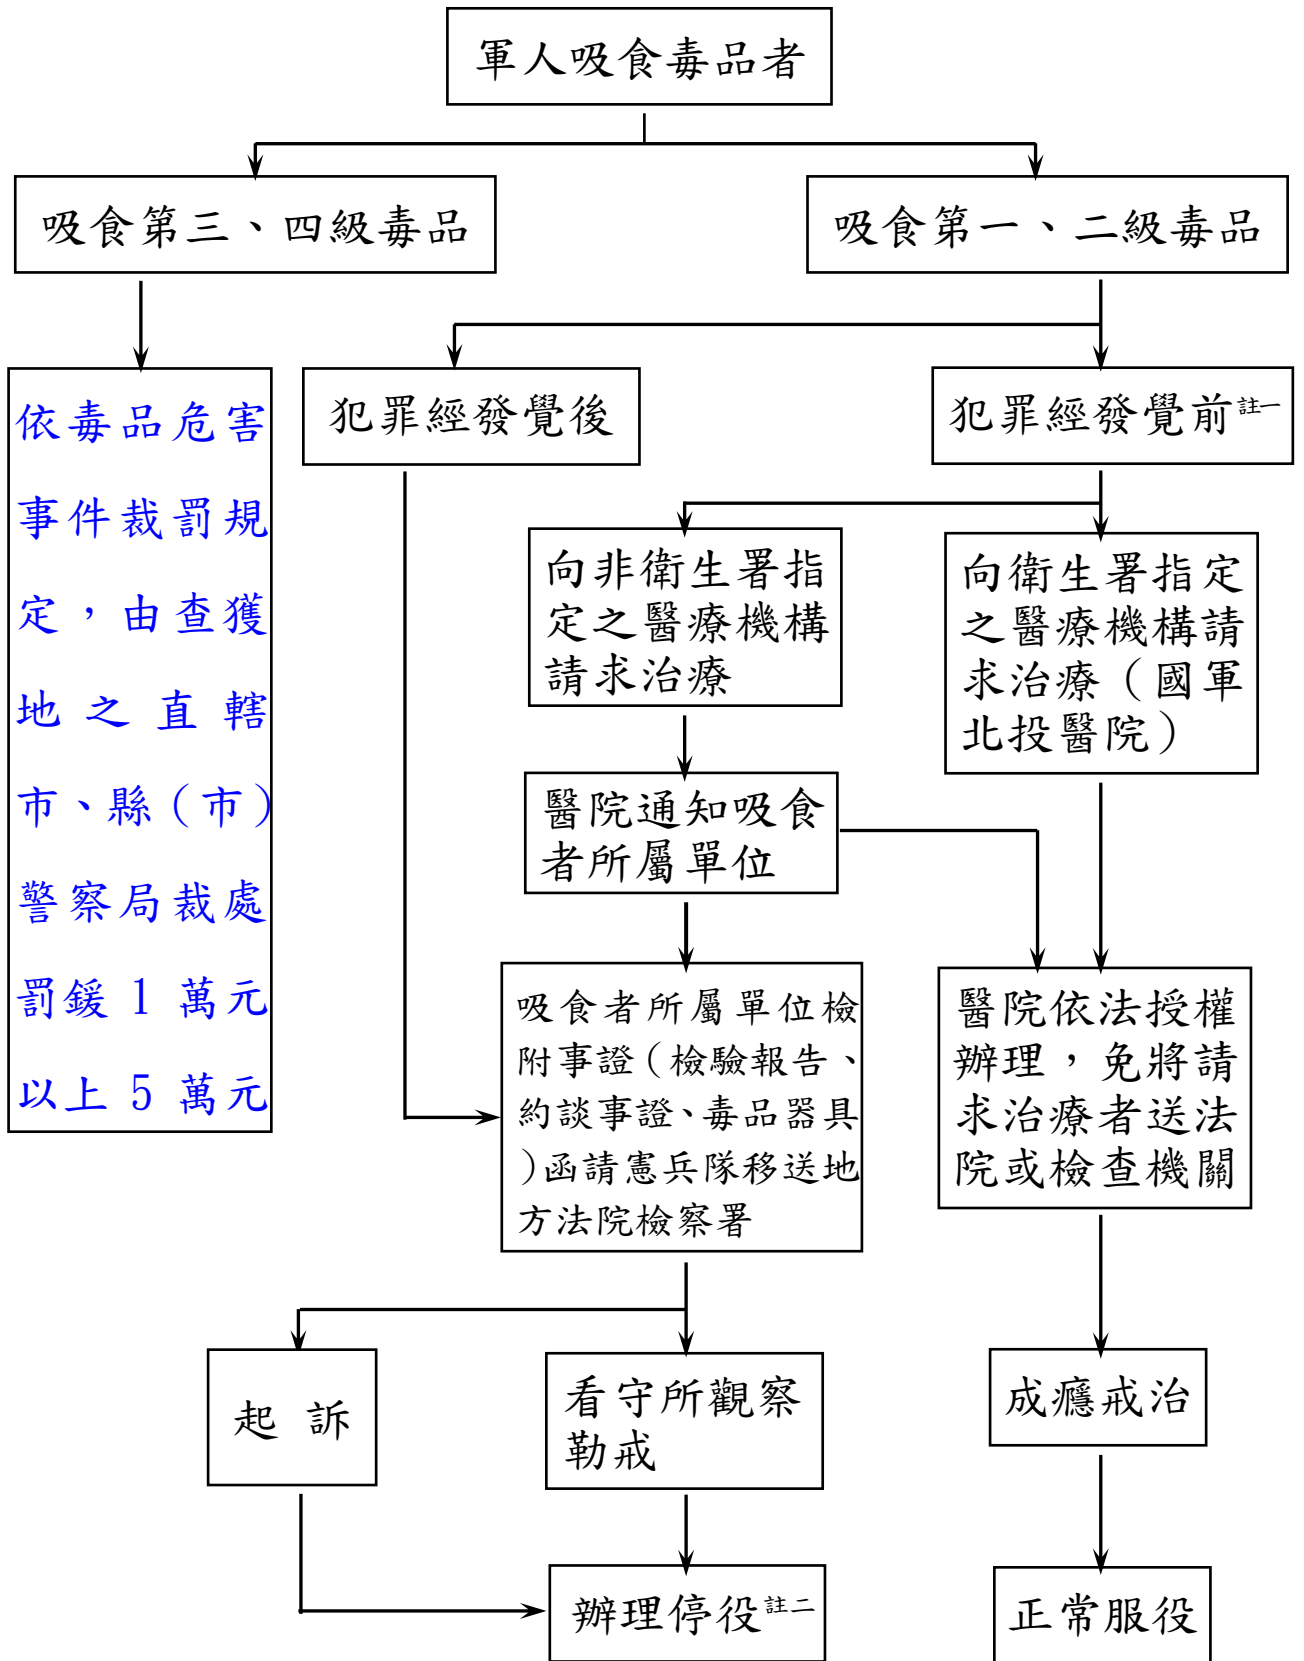 軍人吸食毒品者
吸食第三、四級毒品
吸食第一、二級毒品
依毒品危害
事件裁罰規
定，由查獲
地之直轄
市、縣（市）
警察局裁處
罰鍰 1 萬元
以上 5 萬元
犯罪經發覺後
犯罪經發覺前註一
向非衛生署指
定之醫療機構
請求治療
向衛生署指定
之醫療機構請
求治療（國軍
北投醫院）
醫院通知吸食
者所屬單位
吸食者所屬單位檢
附事證（檢驗報告、
約談事證、毒品器具
）函請憲兵隊移送地
方法院檢察署
醫院依法授權
辦理，免將請
求治療者送法
院或檢查機關
起 訴
看守所觀察
勒戒
成癮戒治
辦理停役註二
正常服役